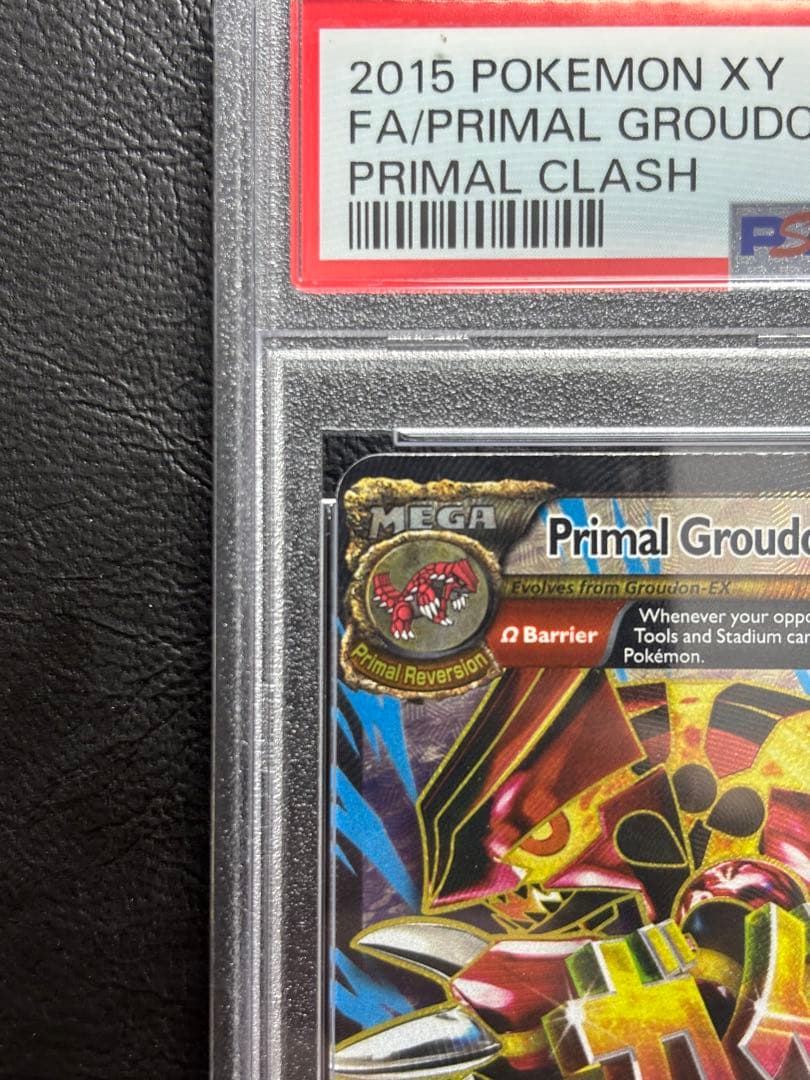 2015 POKEMON XY
FA/PRIMAL GROUDO
PRIMAL CLASH
PS
MEGA
Primal Groudo
Evolves from Groudon-EX
Primal Reversion
Ω Barrier
Whenever your oppo
Tools and Stadium car
Pokémon.